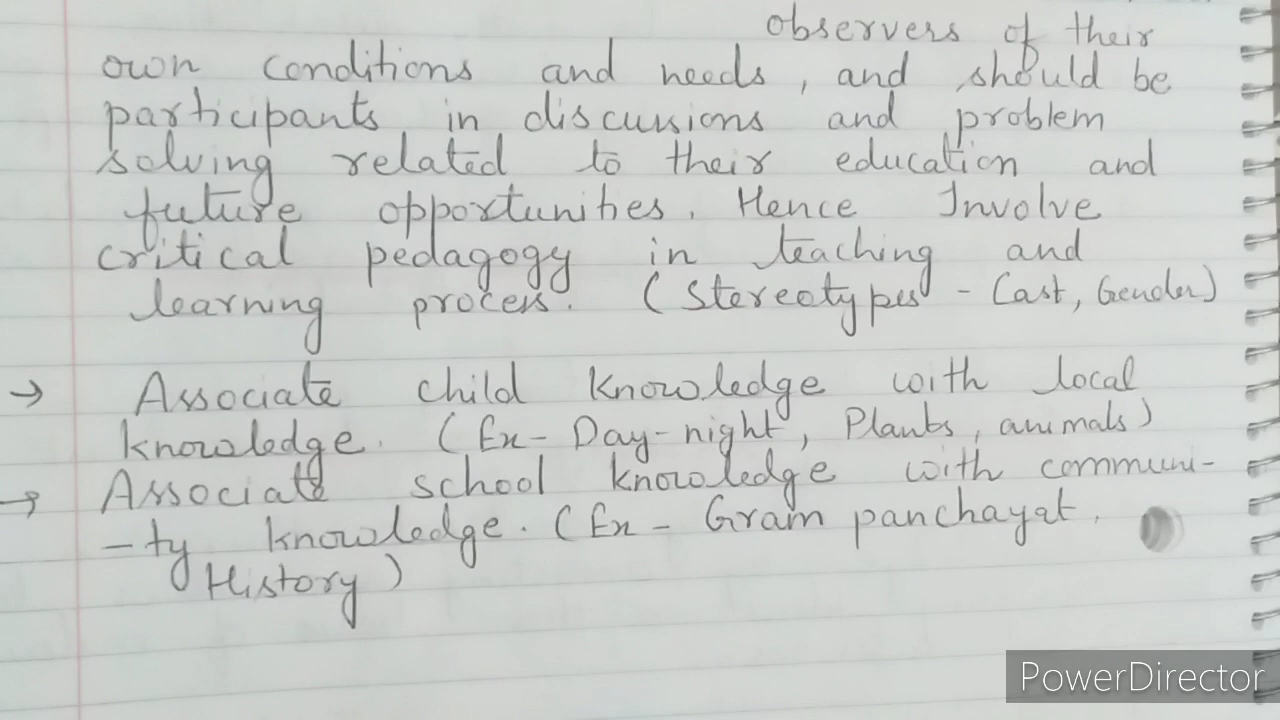 observers of their
own conditions and needs, and should be
participants in discussions and problem
solving related to their education and
future opportunities. Hence Involve
critical pedagogy in teaching and
learning process. (Stereotypes - Cast, Gender)
→ Associate child knowledge with local
knowledge. (Ex- Day-night, Plants, animals)
→ Associate school knowledge with communi-
-ty knowledge. (Ex - Gram panchayat.
History)
PowerDirector